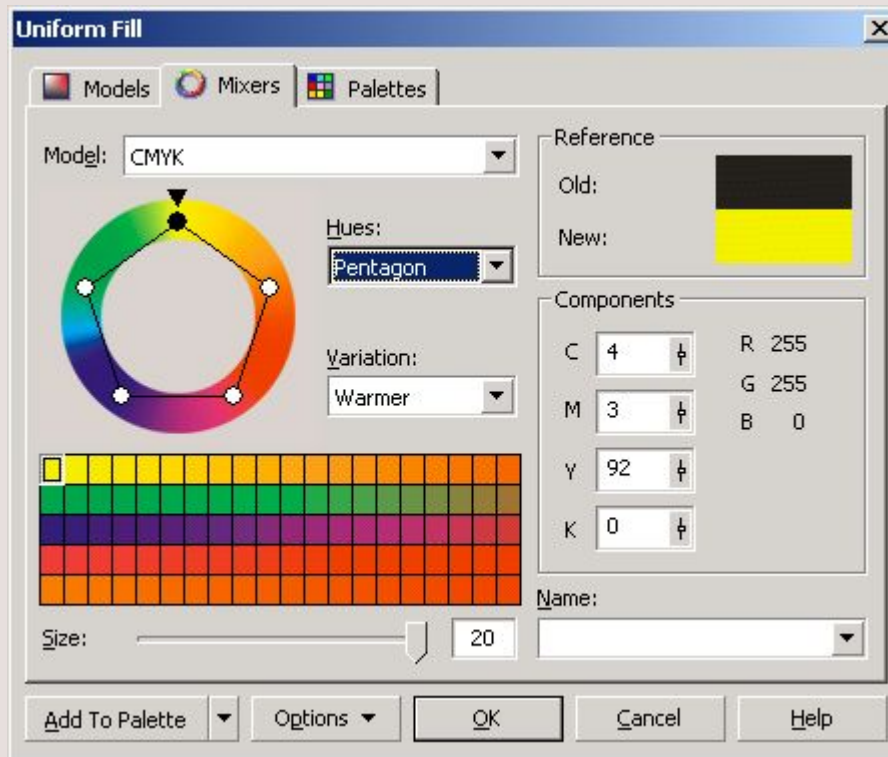 Uniform Fill
Models Mixers Palettes
Model: CMYK
Hues:
Pentagon
Variation:
Warmer
Size: 20
Reference
Old:
New:
Components
C 4 R 255
G 255
M 3 B 0
Y 92
K 0
Name:
Add To Palette Options OK Cancel Help